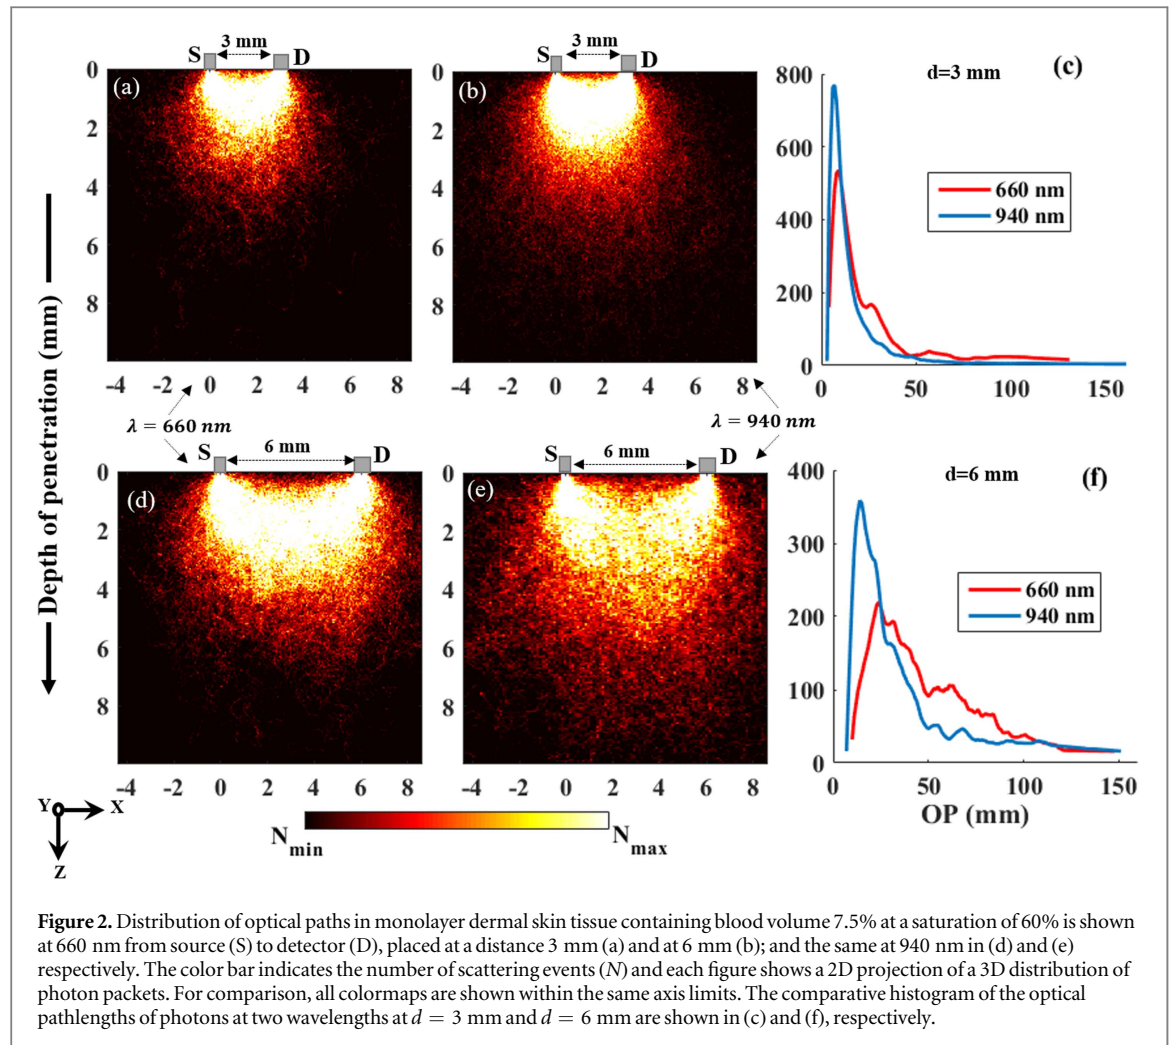 S 3 mm D
S 3 mm D
(a)
0
2
4
6
8
-4 -2 0 2 4 6 8
(b)
0
2
4
6
8
-4 -2 0 2 4 6 8
(c)
d=3 mm
800
600
400
200
0
660 nm
940 nm
0 50 100 150
Depth of penetration (mm)
λ = 660 nm
λ = 940 nm
S 6 mm D
S 6 mm D
(d)
0
2
4
6
8
-4 -2 0 2 4 6 8
(e)
0
2
4
6
8
-4 -2 0 2 4 6 8
(f)
d=6 mm
400
300
200
100
0
660 nm
940 nm
0 50 100 150
OP (mm)
Y X
Z
Nmin Nmax
Figure 2. Distribution of optical paths in monolayer dermal skin tissue containing blood volume 7.5% at a saturation of 60% is shown
at 660 nm from source (S) to detector (D), placed at a distance 3 mm (a) and at 6 mm (b); and the same at 940 nm in (d) and (e)
respectively. The color bar indicates the number of scattering events (N) and each figure shows a 2D projection of a 3D distribution of
photon packets. For comparison, all colormaps are shown within the same axis limits. The comparative histogram of the optical
pathlengths of photons at two wavelengths at d = 3 mm and d = 6 mm are shown in (c) and (f), respectively.